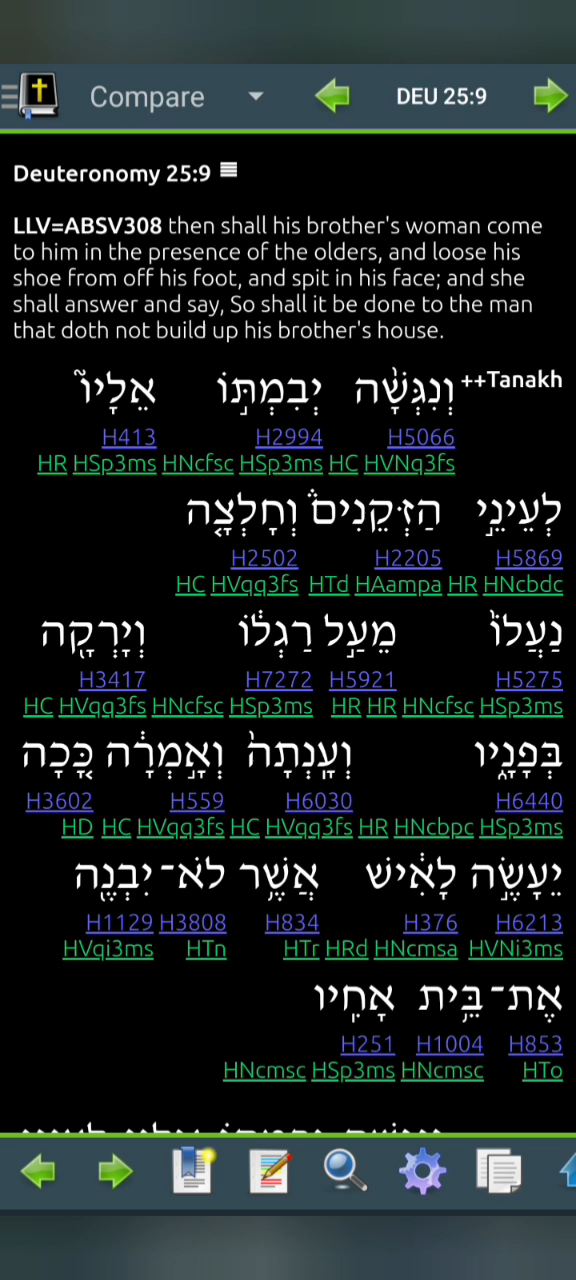 Compare
DEU 25:9
Deuteronomy 25:9
LLV=ABSV308 then shall his brother's woman come
to him in the presence of the olders, and loose his
shoe from off his foot, and spit in his face; and she
shall answer and say, So shall it be done to the man
that doth not build up his brother's house.
++Tanakh וְנִגְּשָׁ֨ה יְבִמְתּ֣וֹ אֵלָיו֮
H413 H2994 H5066
HR HSp3ms HNcfsc HSp3ms HC HVNq3fs
לְעֵינֵ֣י הַזְּקֵנִים֒ וְחָלְצָ֤ה
H2502 H2205 H5869
HC HVqq3fs HTd HAampa HR HNcbdc
נַעֲלוֹ֙ מֵעַ֣ל רַגְל֔וֹ וְיָרְקָ֖ה
H3417 H7272 H5921 H5275
HC HVqq3fs HNcfsc HSp3ms HR HR HNcfsc HSp3ms
בְּפָנָ֑יו וְעָֽנְתָה֙ וְאָ֣מְרָ֔ה כָּ֚כָה
H3602 H559 H6030 H6440
HD HC HVqq3fs HC HVqq3fs HR HNcbpc HSp3ms
יֵעָשֶׂ֣ה לָאִ֔ישׁ אֲשֶׁ֥ר לֹא־יִבְנֶ֖ה
H1129 H3808 H834 H376 H6213
HVqi3ms HTn HTr HRd HNcmsa HVNi3ms
אֶת־בֵּ֥ית אָחִֽיו
H251 H1004 H853
HNcmsc HSp3ms HNcmsc HTo